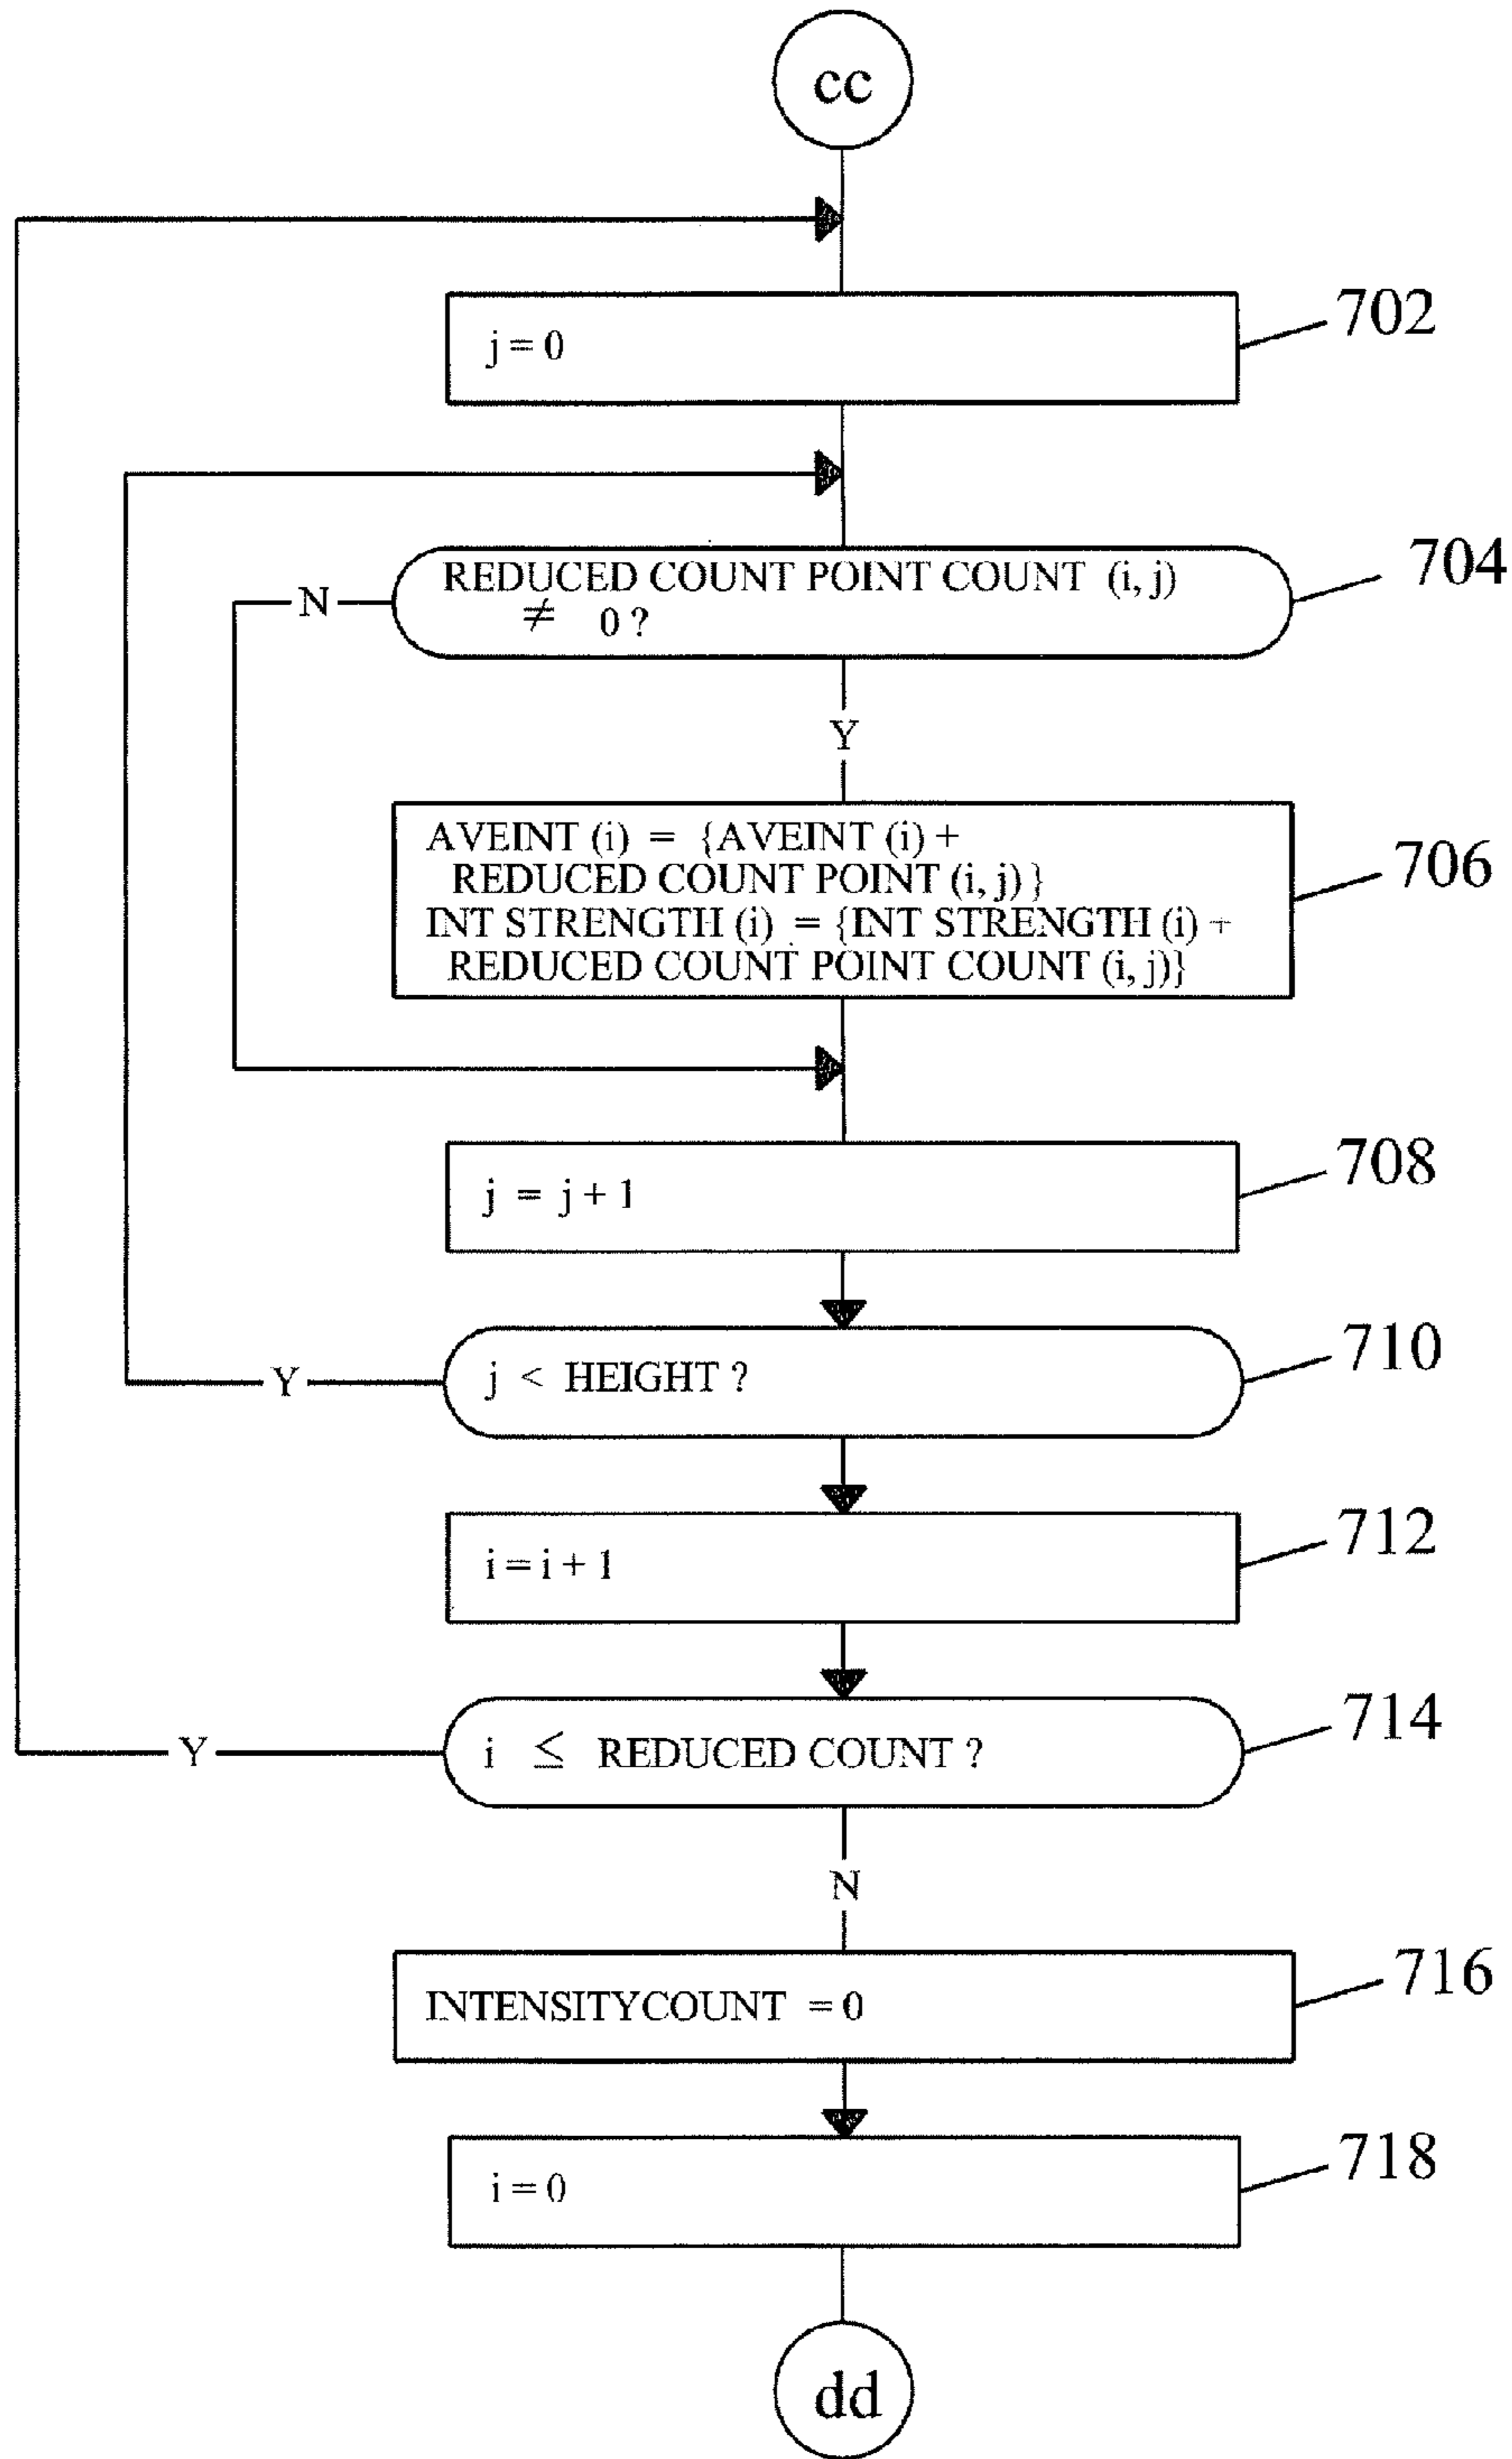 cc
j = 0
702
REDUCED COUNT POINT COUNT (i, j)
≠ 0 ?
704
N
Y
AVEINT (i) = {AVEINT (i) +
REDUCED COUNT POINT (i, j)}
INT STRENGTH (i) = {INT STRENGTH (i) +
REDUCED COUNT POINT COUNT (i, j)}
706
j = j + 1
708
j < HEIGHT ?
710
Y
i = i + 1
712
i ≤ REDUCED COUNT ?
714
Y
N
INTENSITYCOUNT = 0
716
i = 0
718
dd